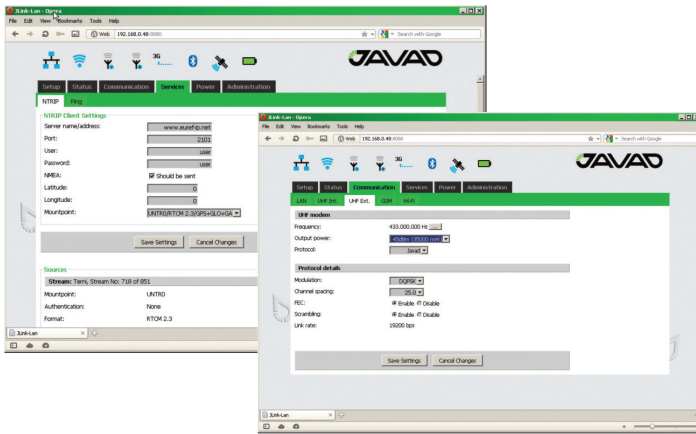 JLink-Lan - Opera
File Edit View Bookmarks Tools Help
Web 192.168.0.48:8080 Search with Google
3G
JAVAD
Setup Status Communication Services Power Administration
NTRIP Ping
NTRIP Client Settings
Server name/address: www.euref-ip.net
Port: 2101
User: user
Password: user
NMEA: Should be sent
Latitude: 0
Longitude: 0
Mountpoint: UNTR0/RTCM 2.3/GPS+GLO+GA
Save Settings Cancel Changes
Sources
Stream: Terni, Stream No: 718 of 851
Mountpoint: UNTR0
Authentication: None
Format: RTCM 2.3
JLink-Lan
JLink-Lan - Opera
File Edit View Bookmarks Tools Help
Web 192.168.0.48:8080 Search with Google
3G
JAVAD
Setup Status Communication Services Power Administration
LAN UHF Int. UHF Ext. GSM Wi-Fi
UHF modem
Frequency: 433.000.000 Hz ...
Output power: 45dBm (35000 mW)
Protocol: Javad
Protocol details
Modulation: DQPSK
Channel spacing: 25.0
FEC: Enable Disable
Scrambling: Enable Disable
Link rate: 19200 bps
Save Settings Cancel Changes
JLink-Lan